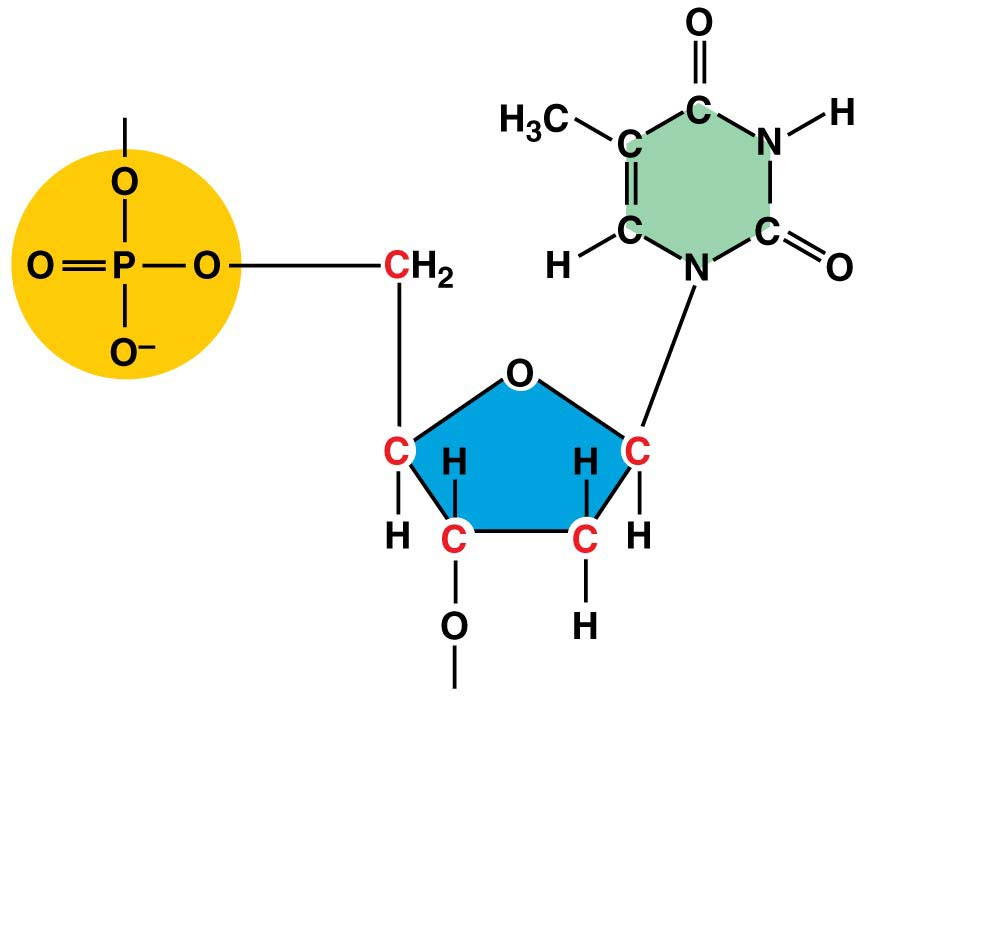 O
H₃C C C N H
O
O=P–O CH₂
H C N C O
O–
O
C H H C
H C C H
O H